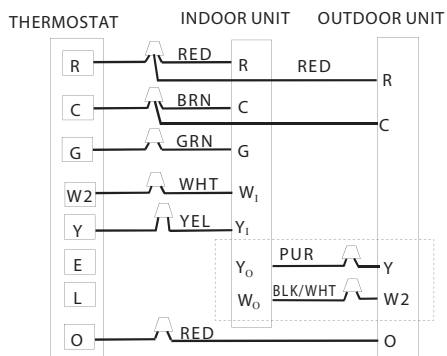 THERMOSTAT INDOOR UNIT OUTDOOR UNIT
R RED R RED R
C BRN C C
G GRN G
W2 WHT WI
Y YEL YI
E YO PUR Y
L WO BLK/WHT W2
O RED O